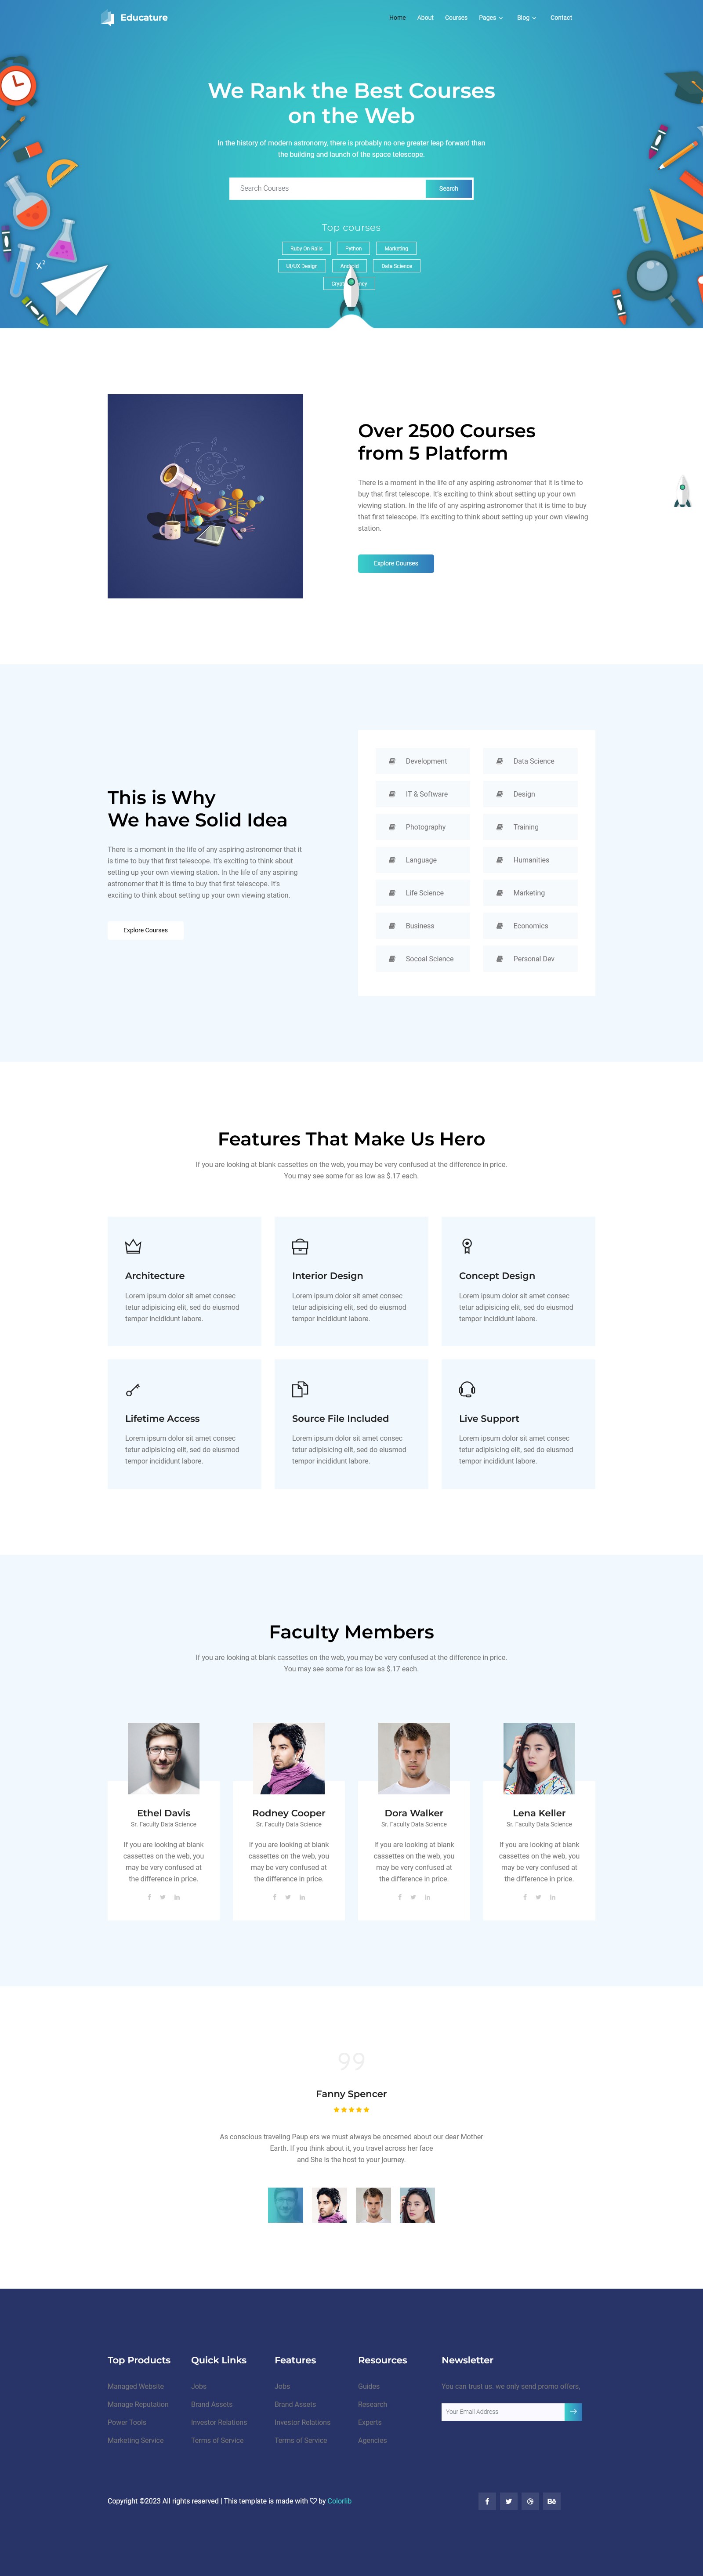 Educature
Home About Courses Pages Blog Contact
We Rank the Best Courses
on the Web
In the history of modern astronomy, there is probably no one greater leap forward than
the building and launch of the space telescope.
Search Courses
Search
Top courses
Ruby On Rails Python Marketing
UI/UX Design Data Science
x²
Over 2500 Courses
from 5 Platform
There is a moment in the life of any aspiring astronomer that it is time to
buy that first telescope. It's exciting to think about setting up your own
viewing station. In the life of any aspiring astronomer that it is time to buy
that first telescope. It's exciting to think about setting up your own viewing
station.
Explore Courses
This is Why
We have Solid Idea
There is a moment in the life of any aspiring astronomer that it
is time to buy that first telescope. It's exciting to think about
setting up your own viewing station. In the life of any aspiring
astronomer that it is time to buy that first telescope. It's
exciting to think about setting up your own viewing station.
Explore Courses
Development Data Science
IT & Software Design
Photography Training
Language Humanities
Life Science Marketing
Business Economics
Socoal Science Personal Dev
Features That Make Us Hero
If you are looking at blank cassettes on the web, you may be very confused at the difference in price.
You may see some for as low as $.17 each.
Architecture
Lorem ipsum dolor sit amet consec
tetur adipisicing elit, sed do eiusmod
tempor incididunt labore.
Interior Design
Lorem ipsum dolor sit amet consec
tetur adipisicing elit, sed do eiusmod
tempor incididunt labore.
Concept Design
Lorem ipsum dolor sit amet consec
tetur adipisicing elit, sed do eiusmod
tempor incididunt labore.
Lifetime Access
Lorem ipsum dolor sit amet consec
tetur adipisicing elit, sed do eiusmod
tempor incididunt labore.
Source File Included
Lorem ipsum dolor sit amet consec
tetur adipisicing elit, sed do eiusmod
tempor incididunt labore.
Live Support
Lorem ipsum dolor sit amet consec
tetur adipisicing elit, sed do eiusmod
tempor incididunt labore.
Faculty Members
If you are looking at blank cassettes on the web, you may be very confused at the difference in price.
You may see some for as low as $.17 each.
Ethel Davis
Sr. Faculty Data Science
If you are looking at blank
cassettes on the web, you
may be very confused at
the difference in price.
Rodney Cooper
Sr. Faculty Data Science
If you are looking at blank
cassettes on the web, you
may be very confused at
the difference in price.
Dora Walker
Sr. Faculty Data Science
If you are looking at blank
cassettes on the web, you
may be very confused at
the difference in price.
Lena Keller
Sr. Faculty Data Science
If you are looking at blank
cassettes on the web, you
may be very confused at
the difference in price.
Fanny Spencer
As conscious traveling Paup ers we must always be oncerned about our dear Mother
Earth. If you think about it, you travel across her face
and She is the host to your journey.
Top Products
Managed Website
Manage Reputation
Power Tools
Marketing Service
Quick Links
Jobs
Brand Assets
Investor Relations
Terms of Service
Features
Jobs
Brand Assets
Investor Relations
Terms of Service
Resources
Guides
Research
Experts
Agencies
Newsletter
You can trust us. we only send promo offers,
Your Email Address
Copyright ©2023 All rights reserved | This template is made with ♡ by Colorlib